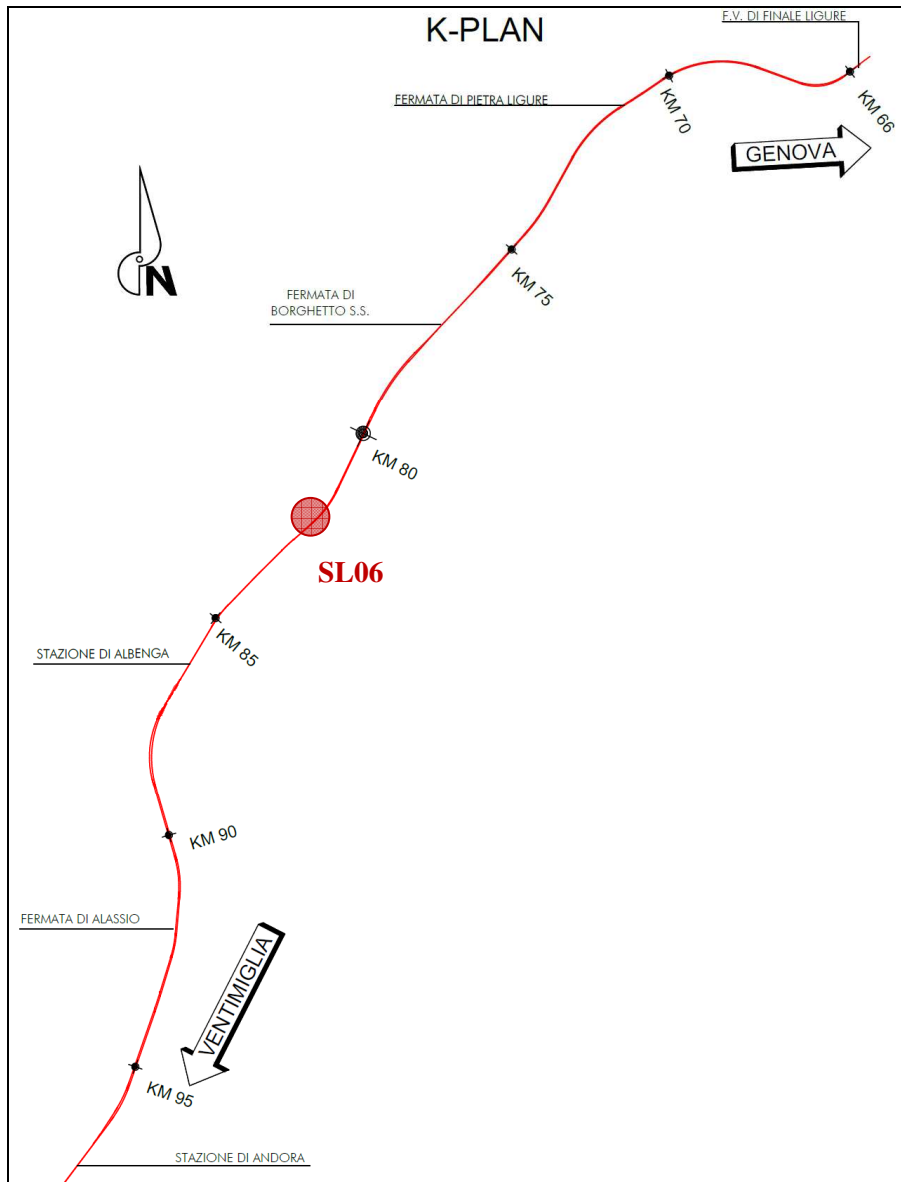 K-PLAN
F.V. DI FINALE LIGURE
FERMATA DI PIETRA LIGURE
KM 70
KM 66
GENOVA
N
KM 75
FERMATA DI
BORGHETTO S.S.
KM 80
SL06
KM 85
STAZIONE DI ALBENGA
KM 90
FERMATA DI ALASSIO
VENTIMIGLIA
KM 95
STAZIONE DI ANDORA